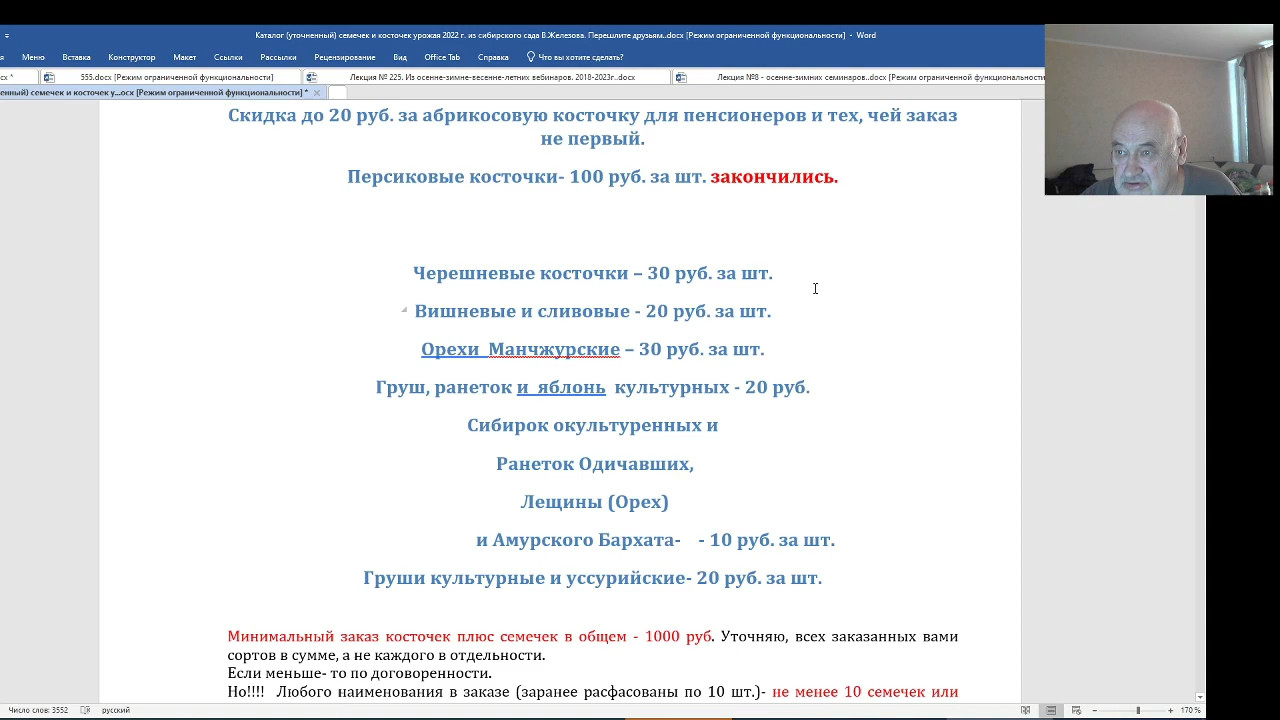 Каталог (уточненный) семечек и косточек урожая 2022 г. из сибирского сада В.Железова. Перешлите друзьям..docx [Режим ограниченной функциональности] - Word
Меню Вставка Конструктор Макет Ссылки Рассылки Рецензирование Вид Office Tab Справка Что вы хотите сделать?
555.docx [Режим ограниченной функциональности] Лекция № 225. Из осенне-зимне-весенне-летних вебинаров. 2018-2023г..docx Лекция №8 - осенне-зимних семинаров..docx [Режим ограниченной функциональности]
енный) семечек и косточек у...ocx [Режим ограниченной функциональности] *
Скидка до 20 руб. за абрикосовую косточку для пенсионеров и тех, чей заказ
не первый.
Персиковые косточки- 100 руб. за шт. закончились.
Черешневые косточки – 30 руб. за шт.
Вишневые и сливовые - 20 руб. за шт.
Орехи Манчжурские – 30 руб. за шт.
Груш, ранеток и яблонь культурных - 20 руб.
Сибирок окультуренных и
Ранеток Одичавших,
Лещины (Орех)
и Амурского Бархата- - 10 руб. за шт.
Груши культурные и уссурийские- 20 руб. за шт.
Минимальный заказ косточек плюс семечек в общем - 1000 руб. Уточняю, всех заказанных вами
сортов в сумме, а не каждого в отдельности.
Если меньше- то по договоренности.
Но!!!! Любого наименования в заказе (заранее расфасованы по 10 шт.)- не менее 10 семечек или
Число слов: 3552 русский 170 %